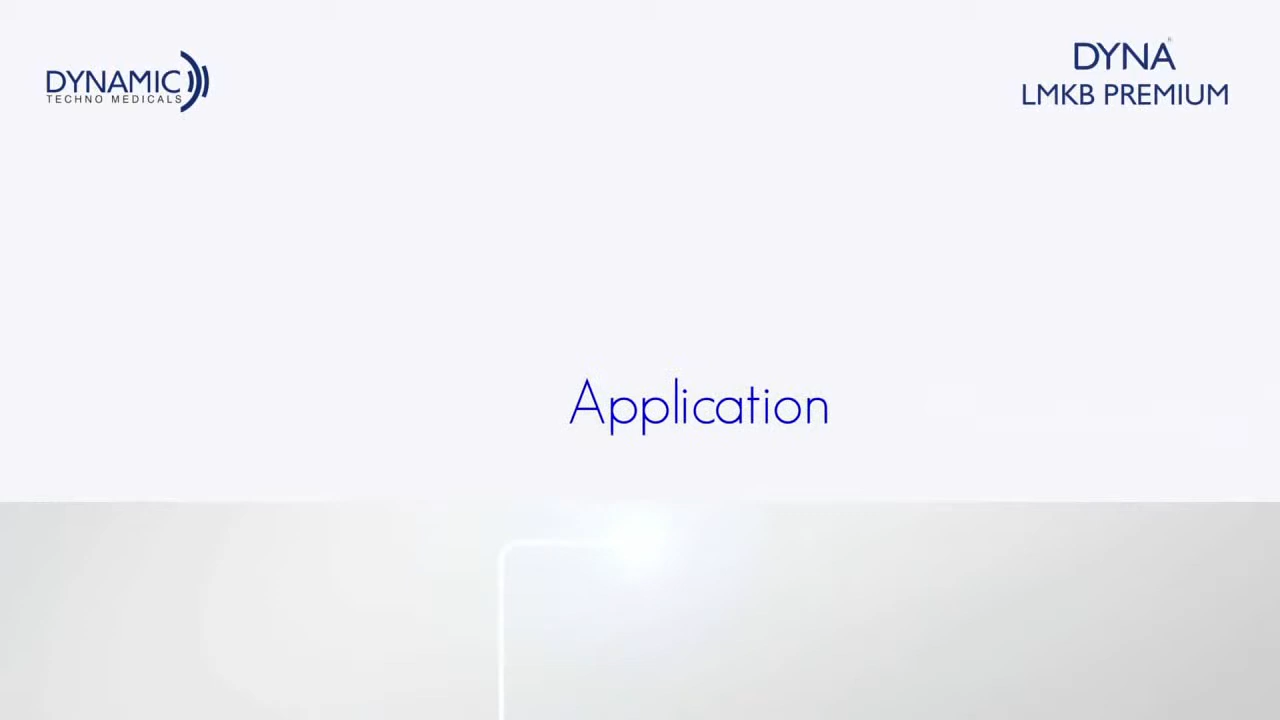 DYNAMIC
TECHNO MEDICALS
DYNA
LMKB PREMIUM
Application